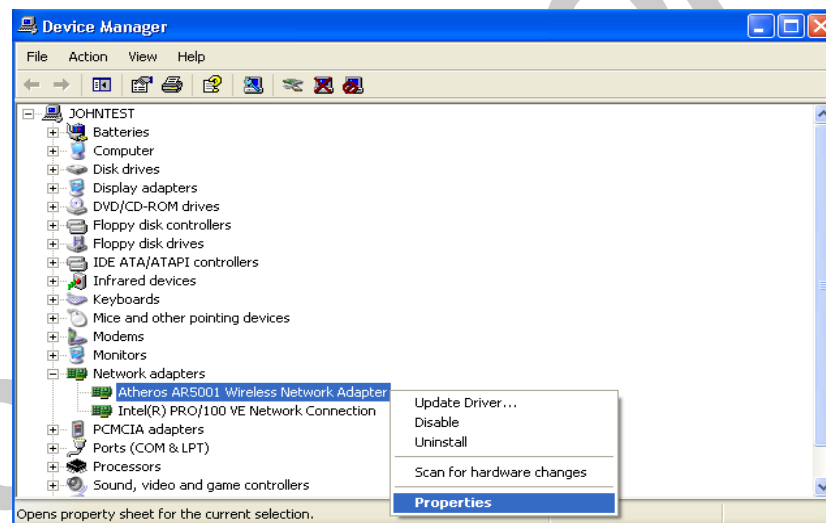 Device Manager
File Action View Help
JOHNTEST
Batteries
Computer
Disk drives
Display adapters
DVD/CD-ROM drives
Floppy disk controllers
Floppy disk drives
IDE ATA/ATAPI controllers
Infrared devices
Keyboards
Mice and other pointing devices
Modems
Monitors
Network adapters
Atheros AR5001 Wireless Network Adapter
Intel(R) PRO/100 VE Network Connection
PCMCIA adapters
Ports (COM & LPT)
Processors
Sound, video and game controllers
Update Driver...
Disable
Uninstall
Scan for hardware changes
Properties
Opens property sheet for the current selection.